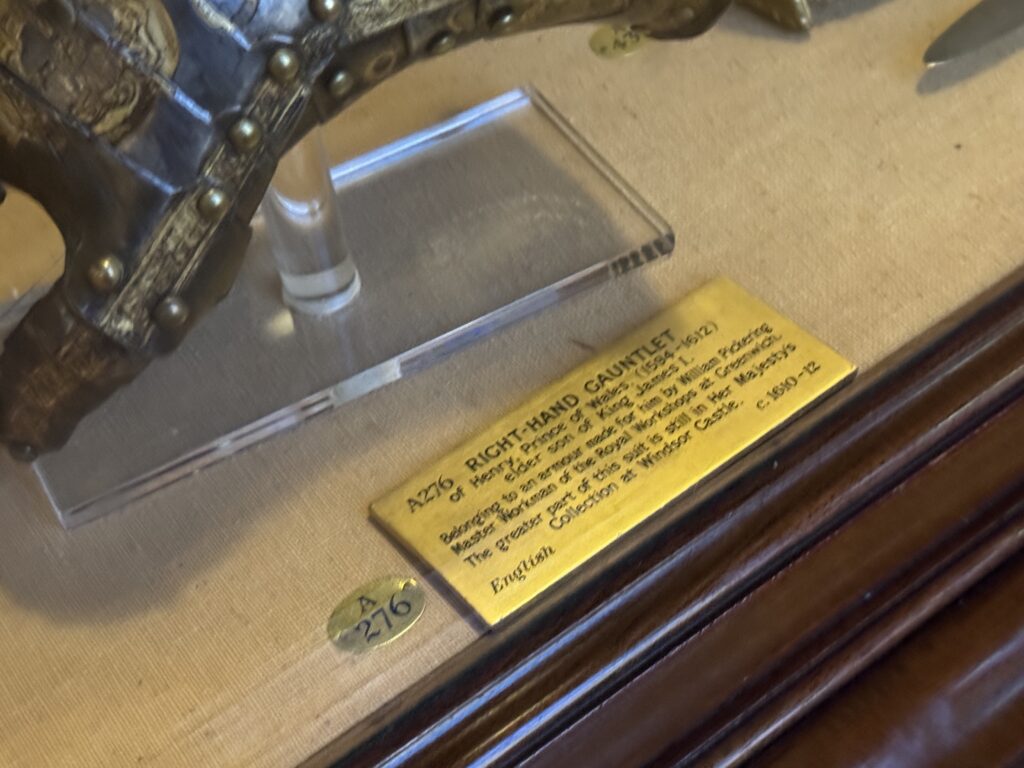 A276 RIGHT-HAND GAUNTLET
of Henry, Prince of Wales, (1594-1612)
elder son of King James I.
Belonging to an armour made for him by William Pickering
Master Workman of the Royal Workshops at Greenwich.
The greater part of this suit is still in Her Majesty's
Collection at Windsor Castle.
English c. 1610-12
A
276